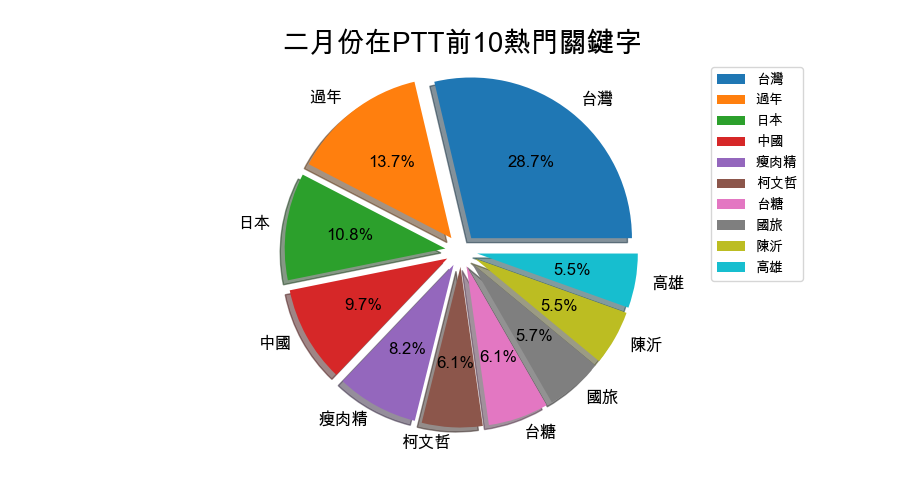 二月份在PTT前10熱門關鍵字
台灣
28.7%
過年
13.7%
日本
10.8%
中國
9.7%
瘦肉精
8.2%
柯文哲
6.1%
台糖
6.1%
國旅
5.7%
陳沂
5.5%
高雄
5.5%
台灣
過年
日本
中國
瘦肉精
柯文哲
台糖
國旅
陳沂
高雄